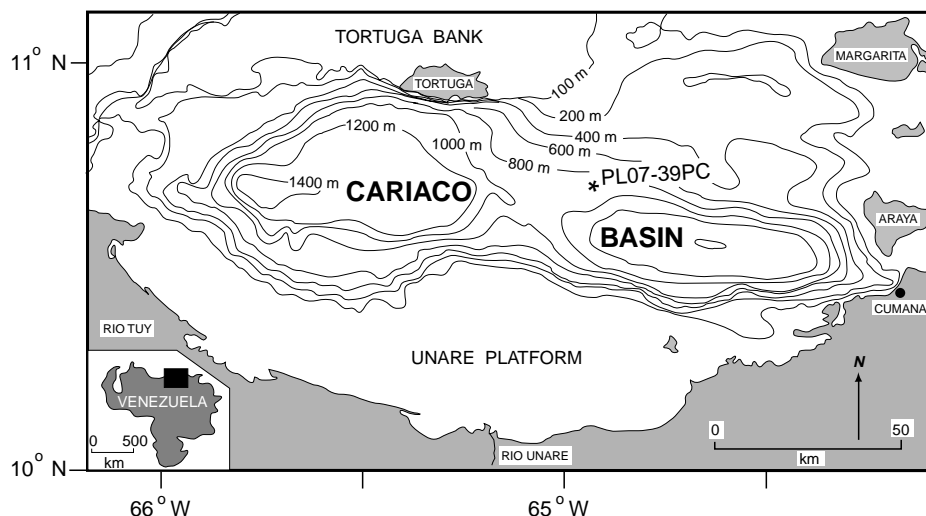 TORTUGA BANK
MARGARITA
11° N
TORTUGA
100 m
200 m
400 m
600 m
800 m
1000 m
1200 m
1400 m
*PL07-39PC
CARIACO
BASIN
ARAYA
CUMANA
RIO TUY
UNARE PLATFORM
N
VENEZUELA
0 500
km
0 50
km
RIO UNARE
10° N
66° W
65° W